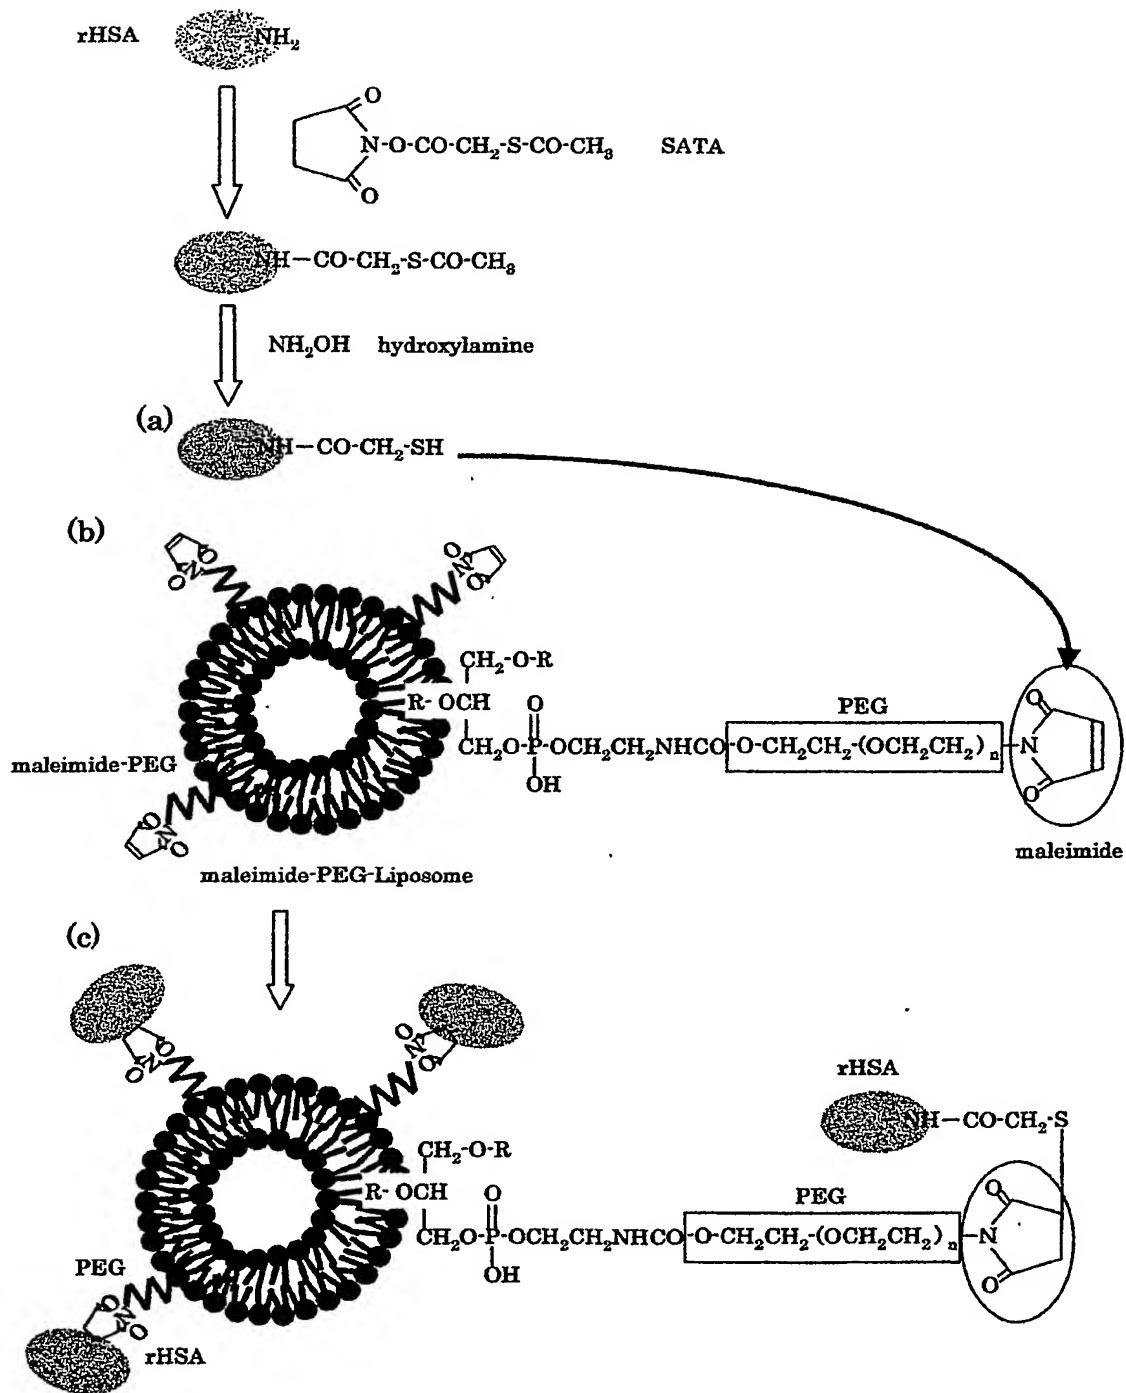 rHSA NH₂
O
N-O-CO-CH₂-S-CO-CH₃ SATA
O
NH–CO-CH₂-S-CO-CH₃
NH₂OH hydroxylamine
(a)
NH–CO-CH₂-SH
(b)
O N O
O N O
CH₂-O-R
R- OCH
O PEG O
CH₂O-P-OCH₂CH₂NHCO-O-CH₂CH₂-(OCH₂CH₂)n-N
OH O
maleimide-PEG
O N O
maleimide
maleimide-PEG-Liposome
(c)
O N O
O N O
rHSA
NH–CO-CH₂-S
CH₂-O-R
R- OCH
O PEG O
CH₂O-P-OCH₂CH₂NHCO-O-CH₂CH₂-(OCH₂CH₂)n-N
OH O
PEG
O N O
rHSA